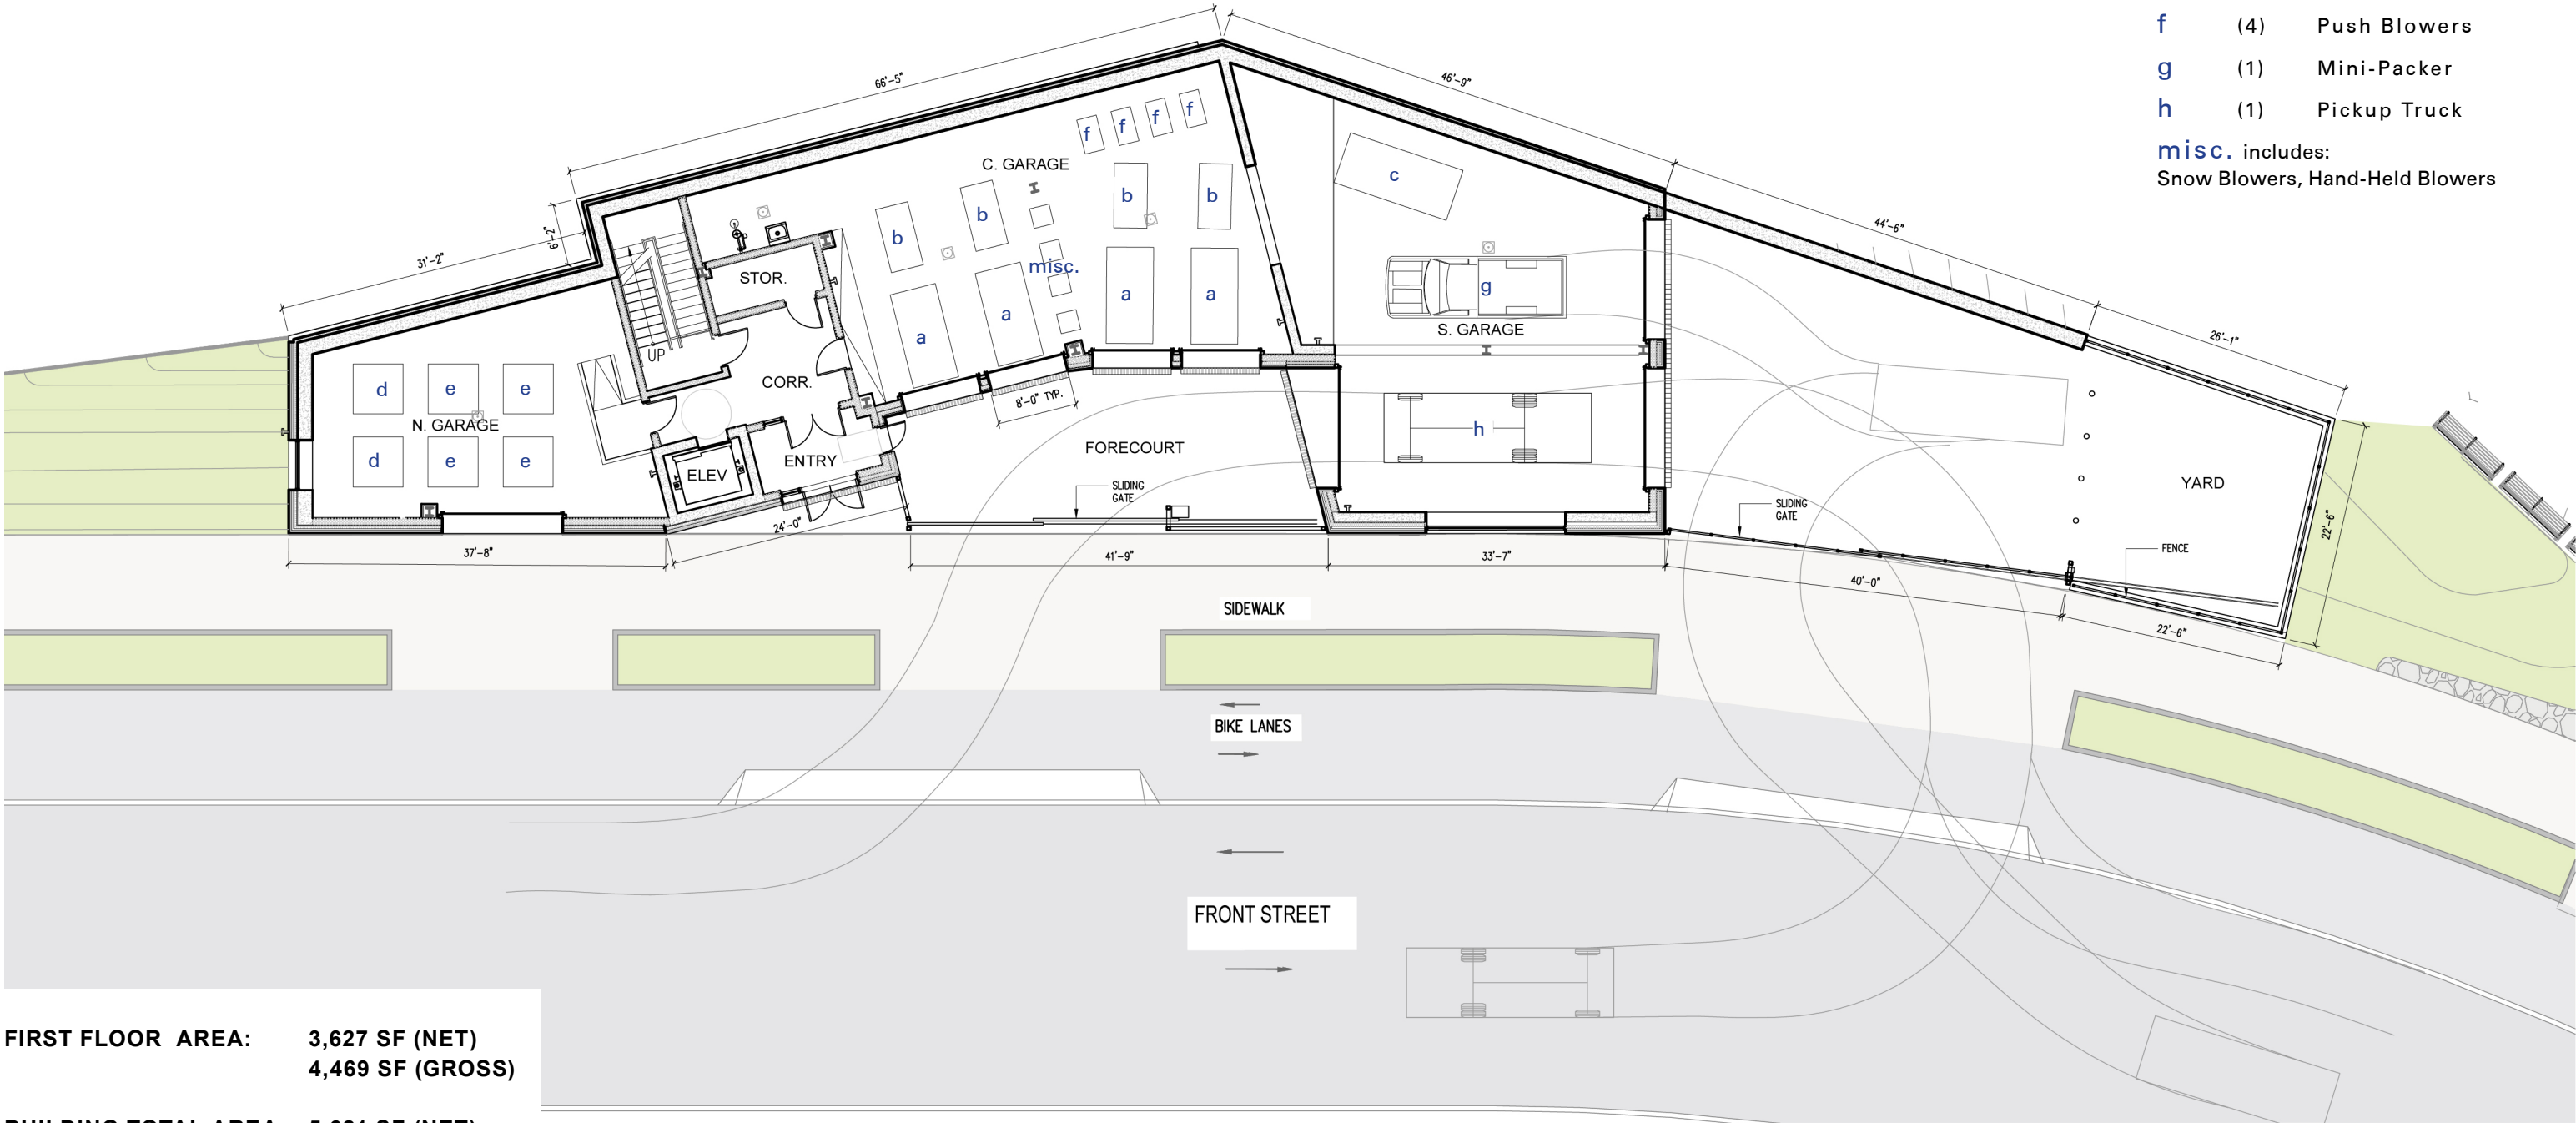 f (4) Push Blowers
g (1) Mini-Packer
h (1) Pickup Truck
misc. includes:
Snow Blowers, Hand-Held Blowers
66'-5"
46'-9"
44'-6"
26'-1"
31'-2"
6'-2"
C. GARAGE
f f f f
b b b b
c
misc.
a a a a
g
S. GARAGE
STOR.
UP
CORR.
8'-0" TYP.
N. GARAGE
d e e
d e e
ELEV
ENTRY
FORECOURT
h
SLIDING
GATE
SLIDING
GATE
YARD
FENCE
22'-6"
24'-0"
37'-8"
41'-9"
33'-7"
40'-0"
22'-6"
SIDEWALK
BIKE LANES
FRONT STREET
FIRST FLOOR AREA: 3,627 SF (NET)
4,469 SF (GROSS)